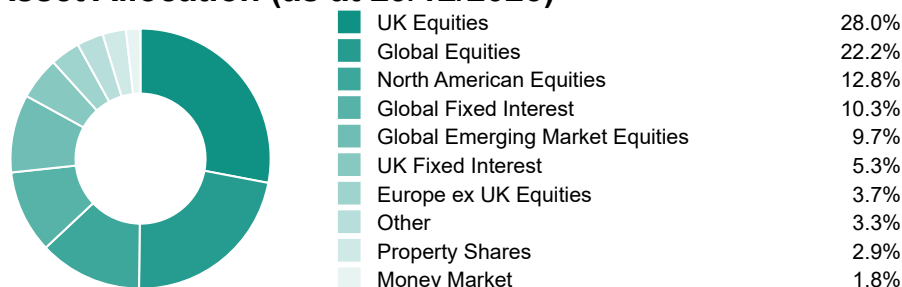 UK Equities 28.0%
Global Equities 22.2%
North American Equities 12.8%
Global Fixed Interest 10.3%
Global Emerging Market Equities 9.7%
UK Fixed Interest 5.3%
Europe ex UK Equities 3.7%
Other 3.3%
Property Shares 2.9%
Money Market 1.8%